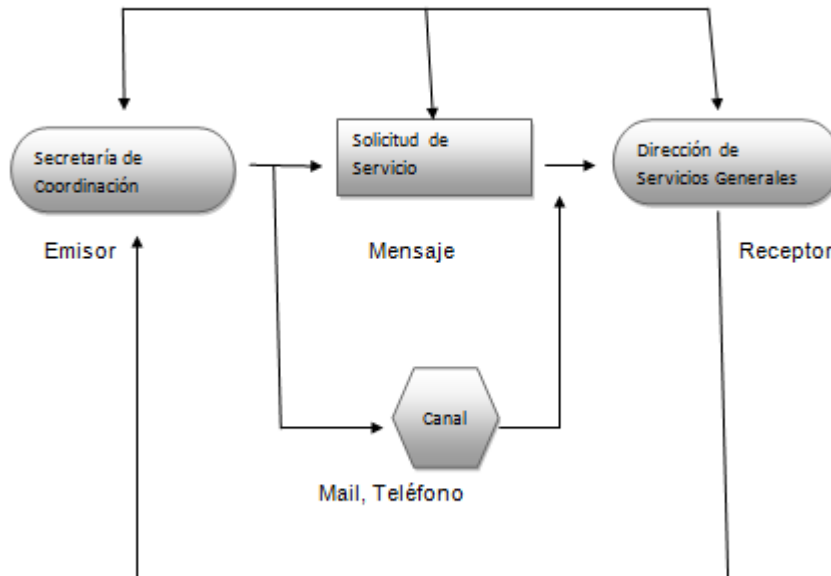 Secretaría de
Coordinación
Solicitud de
Servicio
Dirección de
Servicios Generales
Emisor
Mensaje
Receptor
Canal
Mail, Teléfono